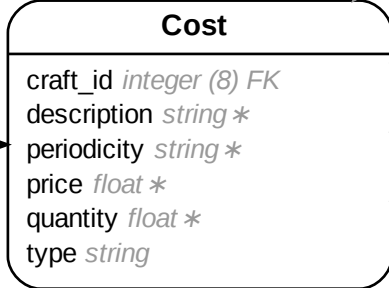 Cost
craft_id integer (8) FK
description string ∗
periodicity string ∗
price float ∗
quantity float ∗
type string